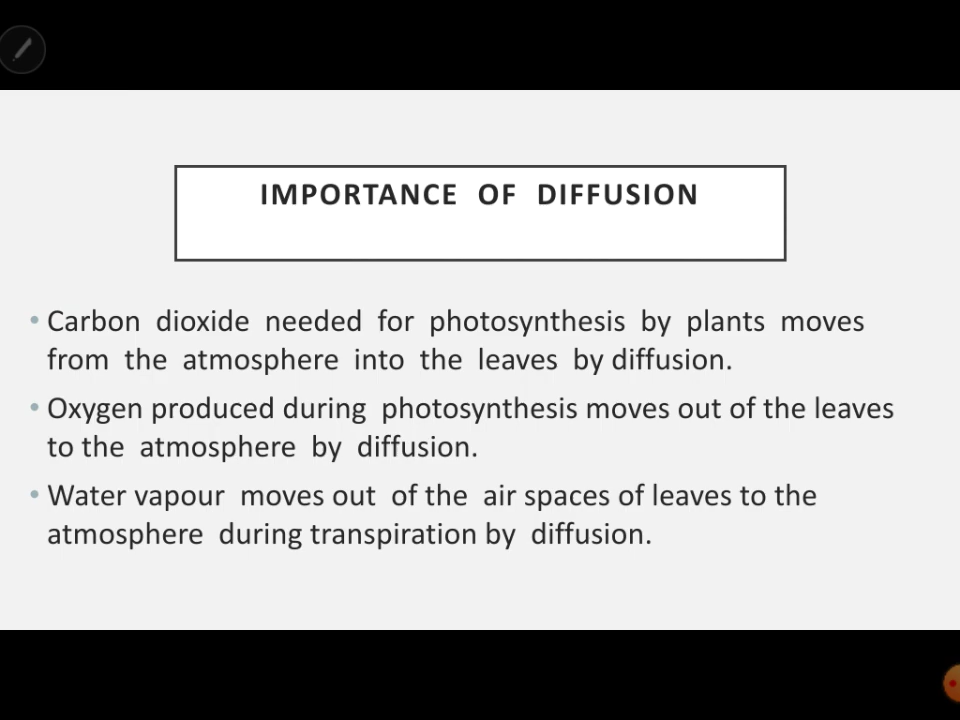 IMPORTANCE OF DIFFUSION
• Carbon dioxide needed for photosynthesis by plants moves
from the atmosphere into the leaves by diffusion.
• Oxygen produced during photosynthesis moves out of the leaves
to the atmosphere by diffusion.
• Water vapour moves out of the air spaces of leaves to the
atmosphere during transpiration by diffusion.